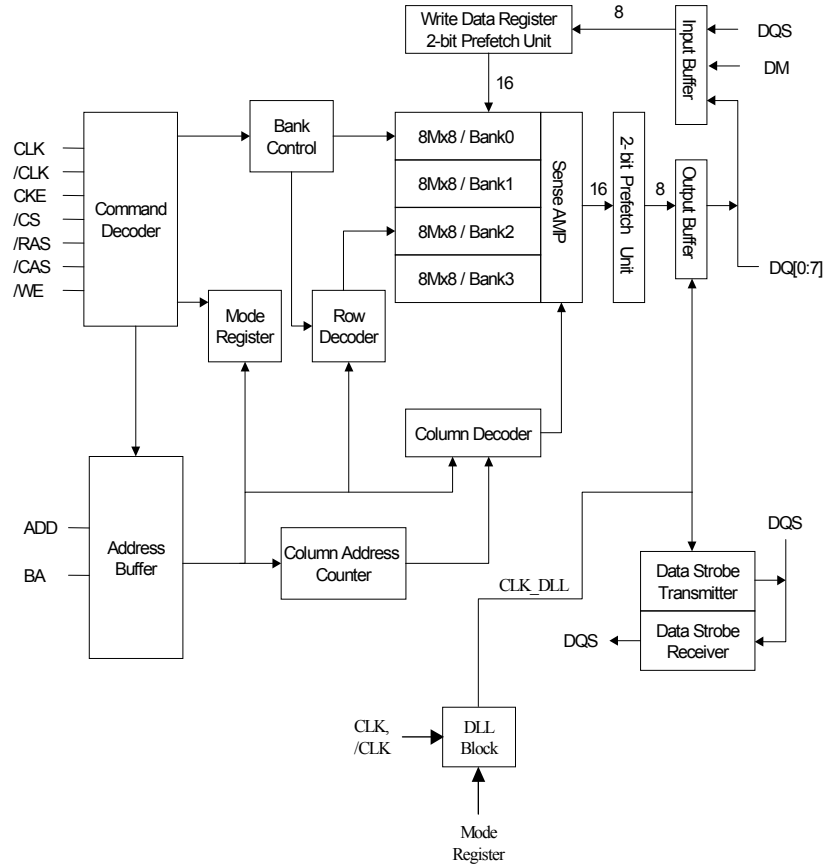 Write Data Register
2-bit Prefetch Unit
8
Input Buffer
DQS
DM
16
Bank
Control
8Mx8 / Bank0
8Mx8 / Bank1
8Mx8 / Bank2
8Mx8 / Bank3
Sense AMP
16
2-bit Prefetch Unit
8
Output Buffer
DQ[0:7]
CLK
/CLK
CKE
/CS
/RAS
/CAS
/WE
Command
Decoder
Mode
Register
Row
Decoder
Column Decoder
ADD
BA
Address
Buffer
Column Address
Counter
CLK_DLL
DQS
Data Strobe
Transmitter
Data Strobe
Receiver
DQS
CLK,
/CLK
DLL
Block
Mode
Register